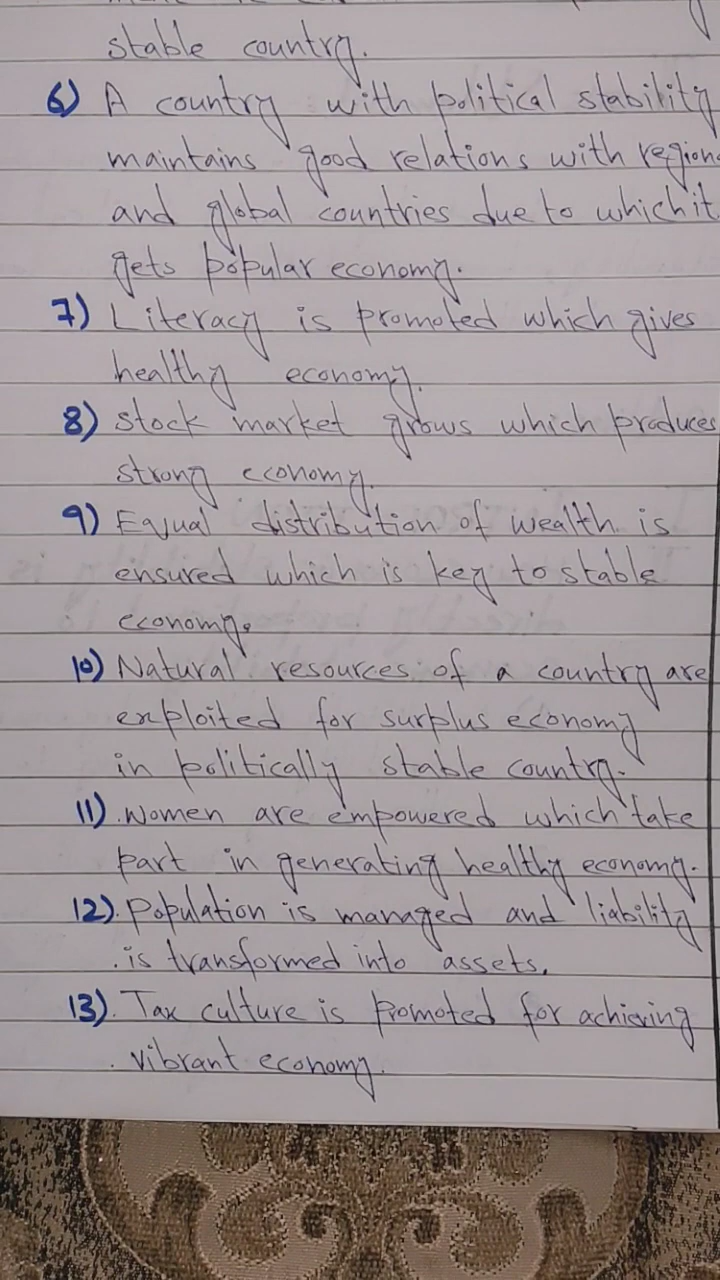 stable country.
6) A country with political stability
maintains good relations with region
and global countries due to which it
gets popular economy.
7) Literacy is promoted which gives
healthy economy.
8) stock market grows which produces
strong economy.
9) Equal distribution of wealth is
ensured which is key to stable
economy.
10) Natural resources of a country are
exploited for surplus economy
in politically stable country.
11). Women are empowered which take
part in generating healthy economy.
12). Population is managed and liability
. is transformed into assets.
13). Tax culture is promoted for achieving
. vibrant economy.